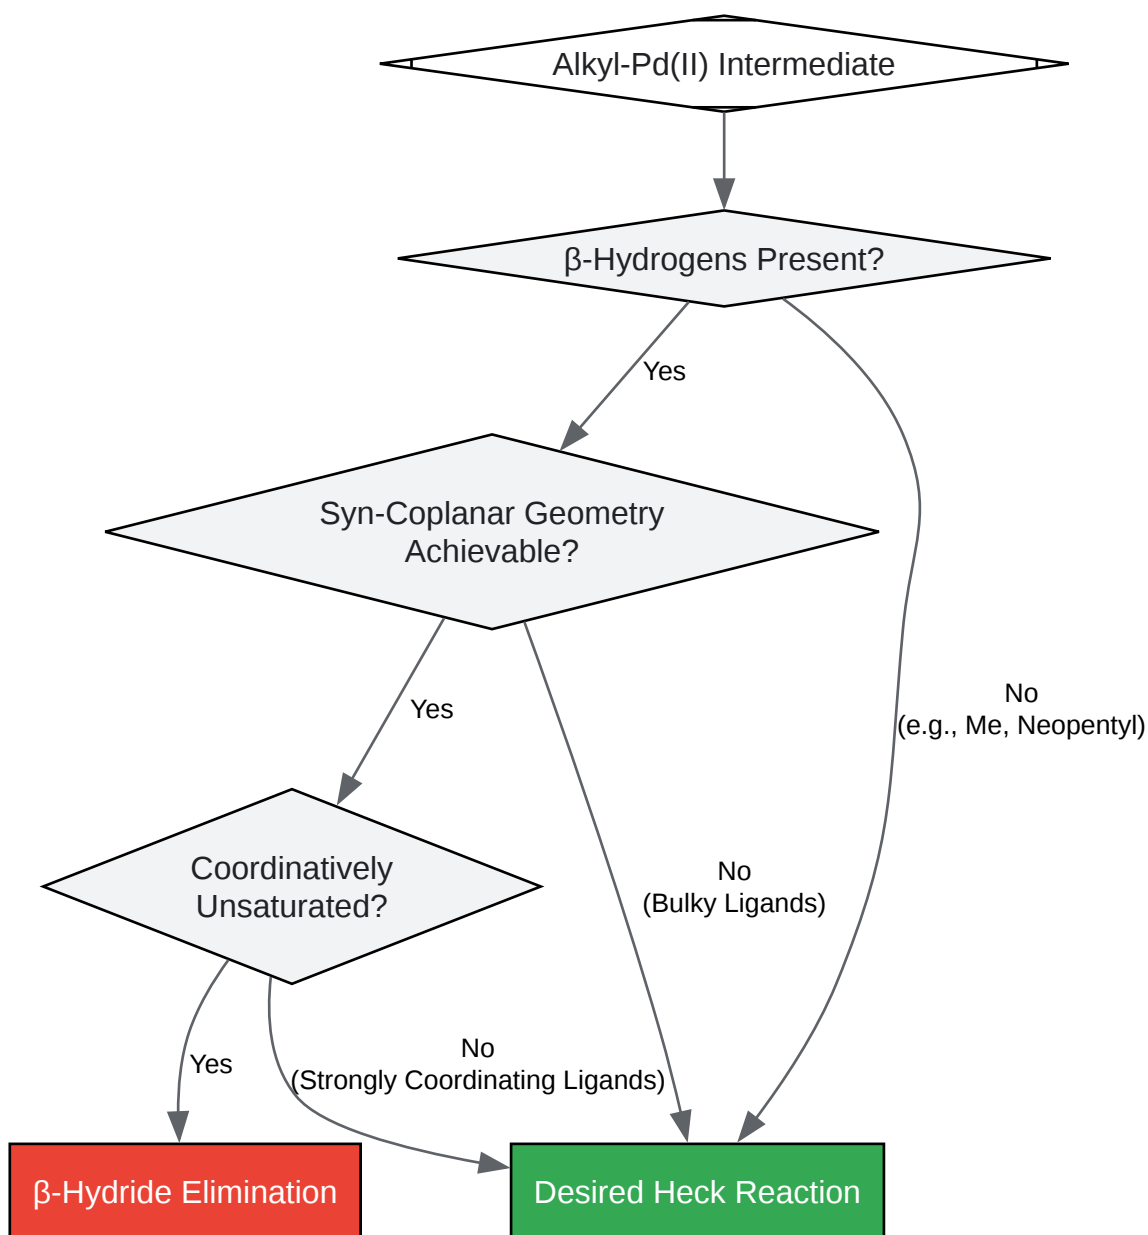 Alkyl-Pd(II) Intermediate
β-Hydrogens Present?
Yes
Syn-Coplanar Geometry
Achievable?
Yes
No
(e.g., Me, Neopentyl)
Coordinatively
Unsaturated?
No
(Bulky Ligands)
Yes
No
(Strongly Coordinating Ligands)
β-Hydride Elimination
Desired Heck Reaction